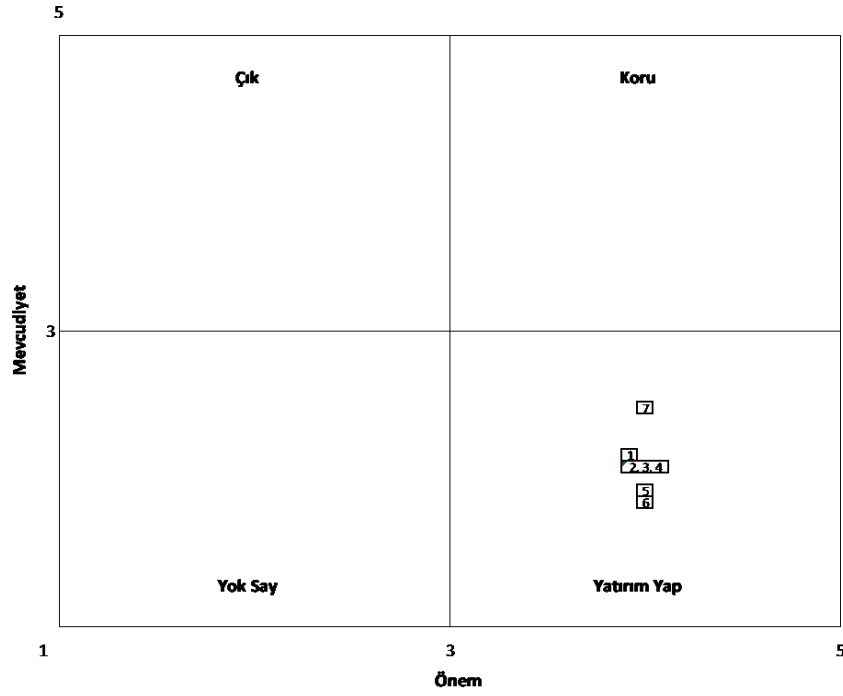 5
Çık
Koru
Mevcudiyet
3
7
1
2, 3, 4
5
6
Yok Say
Yatırım Yap
1
3
5
Önem